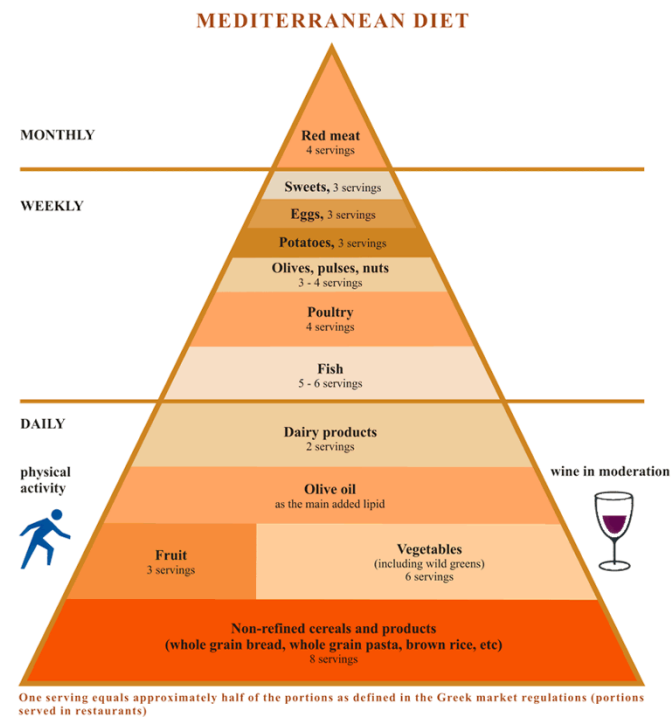 MEDITERRANEAN DIET
MONTHLY
Red meat
4 servings
WEEKLY
Sweets, 3 servings
Eggs, 3 servings
Potatoes, 3 servings
Olives, pulses, nuts
3 - 4 servings
Poultry
4 servings
Fish
5 - 6 servings
DAILY
Dairy products
2 servings
physical
activity
wine in moderation
Olive oil
as the main added lipid
Fruit
3 servings
Vegetables
(including wild greens)
6 servings
Non-refined cereals and products
(whole grain bread, whole grain pasta, brown rice, etc)
8 servings
One serving equals approximately half of the portions as defined in the Greek market regulations (portions
served in restaurants)